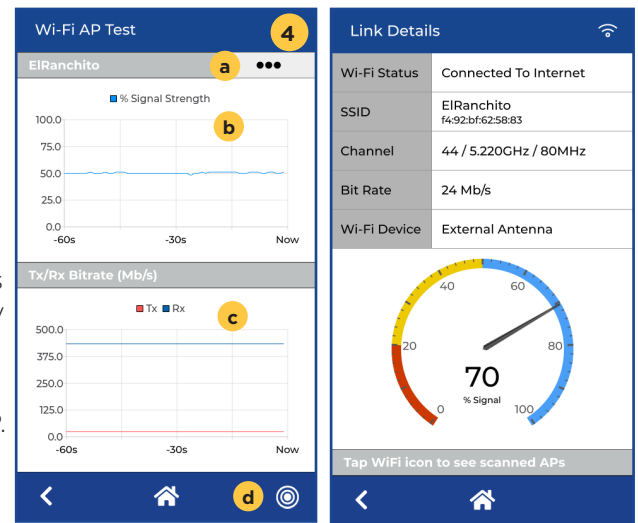 Wi-Fi AP Test
4
ElRanchito
a
•••
% Signal Strength
b
100.0
75.0
50.0
25.0
0.0
-60s
-30s
Now
s
Tx/Rx Bitrate (Mb/s)
y
Tx Rx
c
500.0
375.0
250.0
125.0
P.
0.0
-60s
-30s
Now
d
Link Details
Wi-Fi Status Connected To Internet
SSID ElRanchito
f4:92:bf:62:58:83
Channel 44 / 5.220GHz / 80MHz
Bit Rate 24 Mb/s
Wi-Fi Device External Antenna
40
60
20
80
70
% Signal
0
100
Tap WiFi icon to see scanned APs